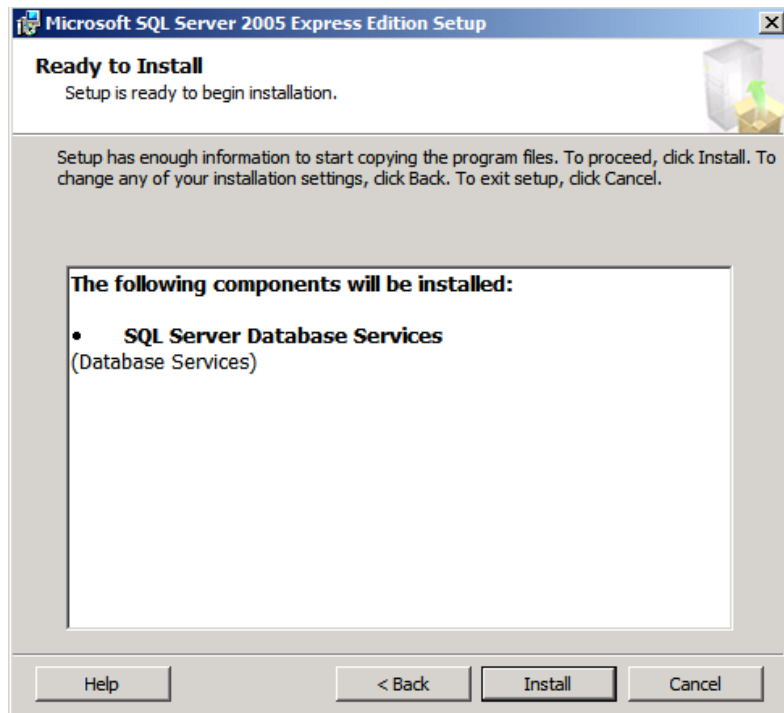 Microsoft SQL Server 2005 Express Edition Setup
Ready to Install
Setup is ready to begin installation.
Setup has enough information to start copying the program files. To proceed, click Install. To
change any of your installation settings, click Back. To exit setup, click Cancel.
The following components will be installed:
• SQL Server Database Services
(Database Services)
Help
< Back
Install
Cancel